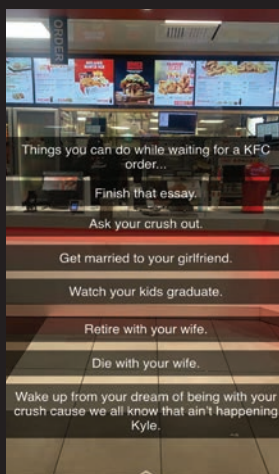 ORDER
Things you can do while waiting for a KFC
order...
Finish that essay.
Ask your crush out.
Get married to your girlfriend.
Watch your kids graduate.
Retire with your wife.
Die with your wife.
Wake up from your dream of being with your
crush cause we all know that ain't happening
Kyle.